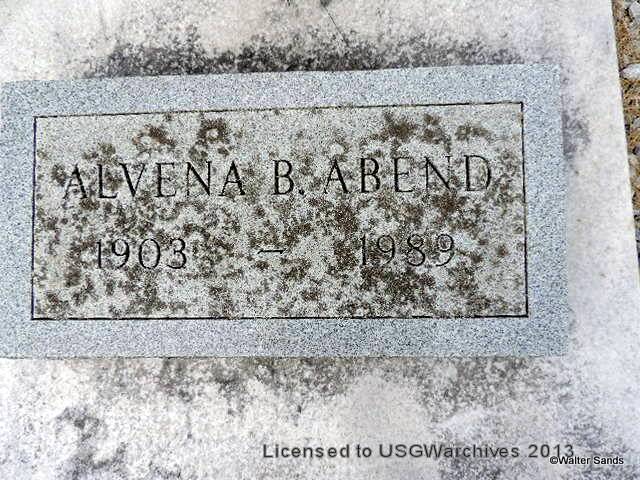 ALVENA B. ABEND
1903 – 1989
Licensed to USGWarchives 2013
©Walter Sands